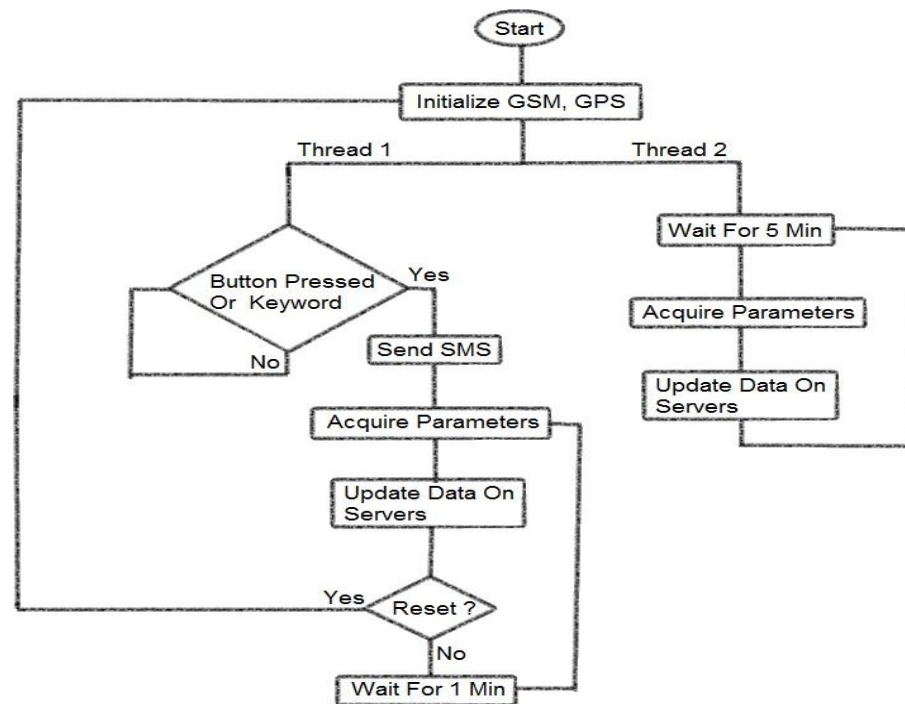 Start
Initialize GSM, GPS
Thread 1
Thread 2
Button Pressed
Or Keyword
Yes
No
Send SMS
Acquire Parameters
Update Data On
Servers
Reset ?
Yes
No
Wait For 1 Min
Wait For 5 Min
Acquire Parameters
Update Data On
Servers